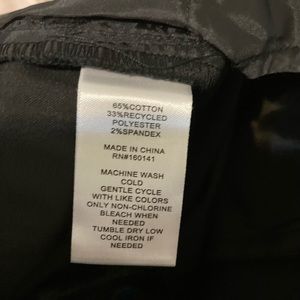 65%COTTON
33%RECYCLED
POLYESTER
2%SPANDEX
MADE IN CHINA
RN#160141
MACHINE WASH
COLD
GENTLE CYCLE
WITH LIKE COLORS
ONLY NON-CHLORINE
BLEACH WHEN
NEEDED
TUMBLE DRY LOW
COOL IRON IF
NEEDED